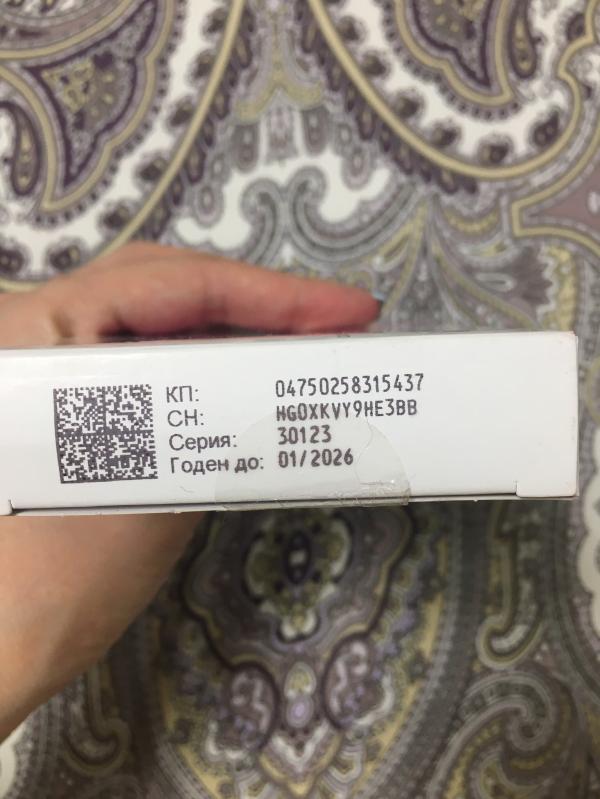 КП: 04750258315437
СН: HG0XKVY9HE3BB
Серия: 30123
Годен до: 01/2026